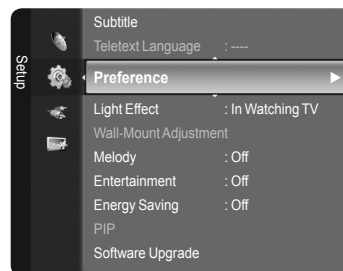 Setup
Subtitle
Teletext Language : ----
Preference
Light Effect : In Watching TV
Wall-Mount Adjustment
Melody : Off
Entertainment : Off
Energy Saving : Off
PIP
Software Upgrade